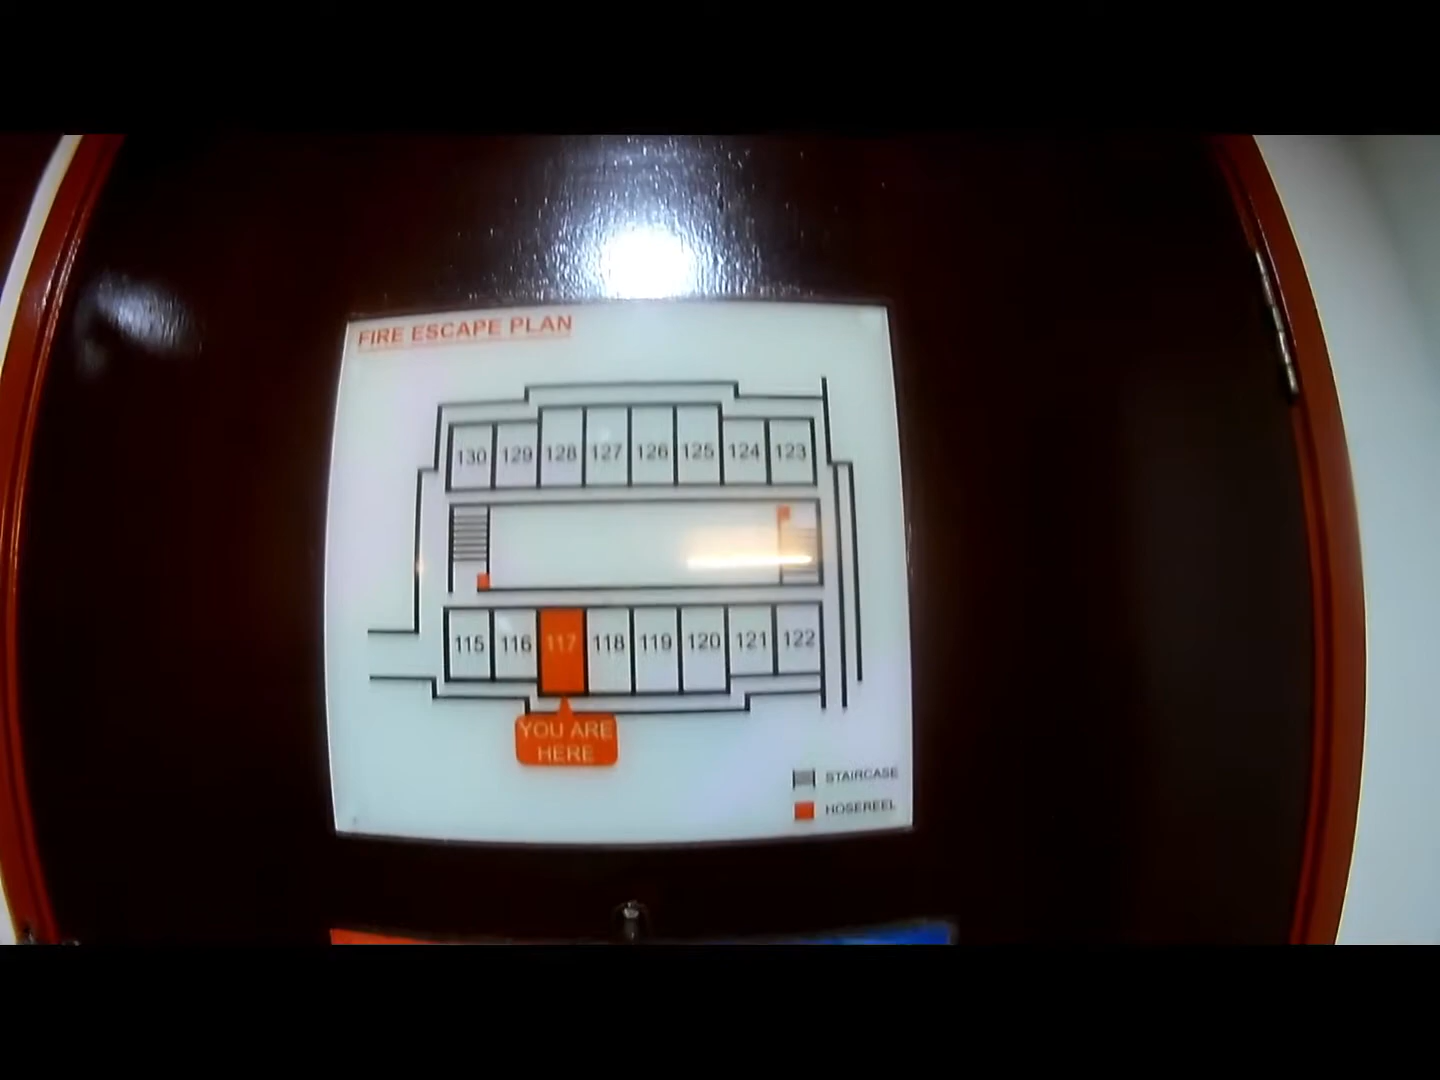 FIRE ESCAPE PLAN
130 129 128 127 126 125 124 123
115 116 117 118 119 120 121 122
YOU ARE
HERE
STAIRCASE
HOSEREEL